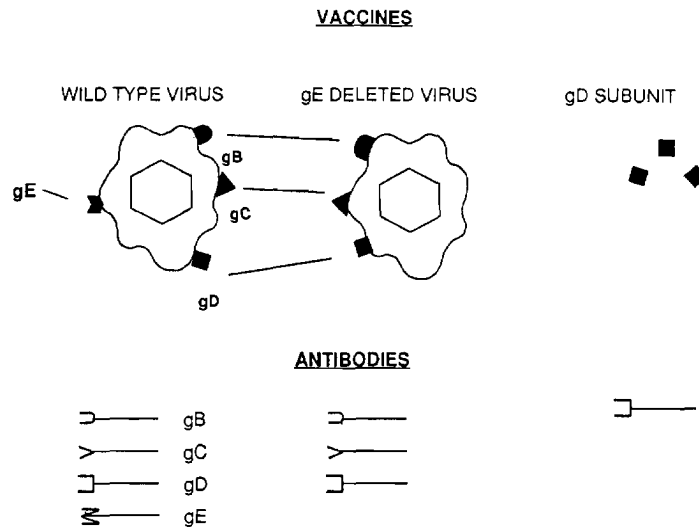 VACCINES
WILD TYPE VIRUS
gE DELETED VIRUS
gD SUBUNIT
gB
gE
gC
gD
ANTIBODIES
gB
gC
gD
gE